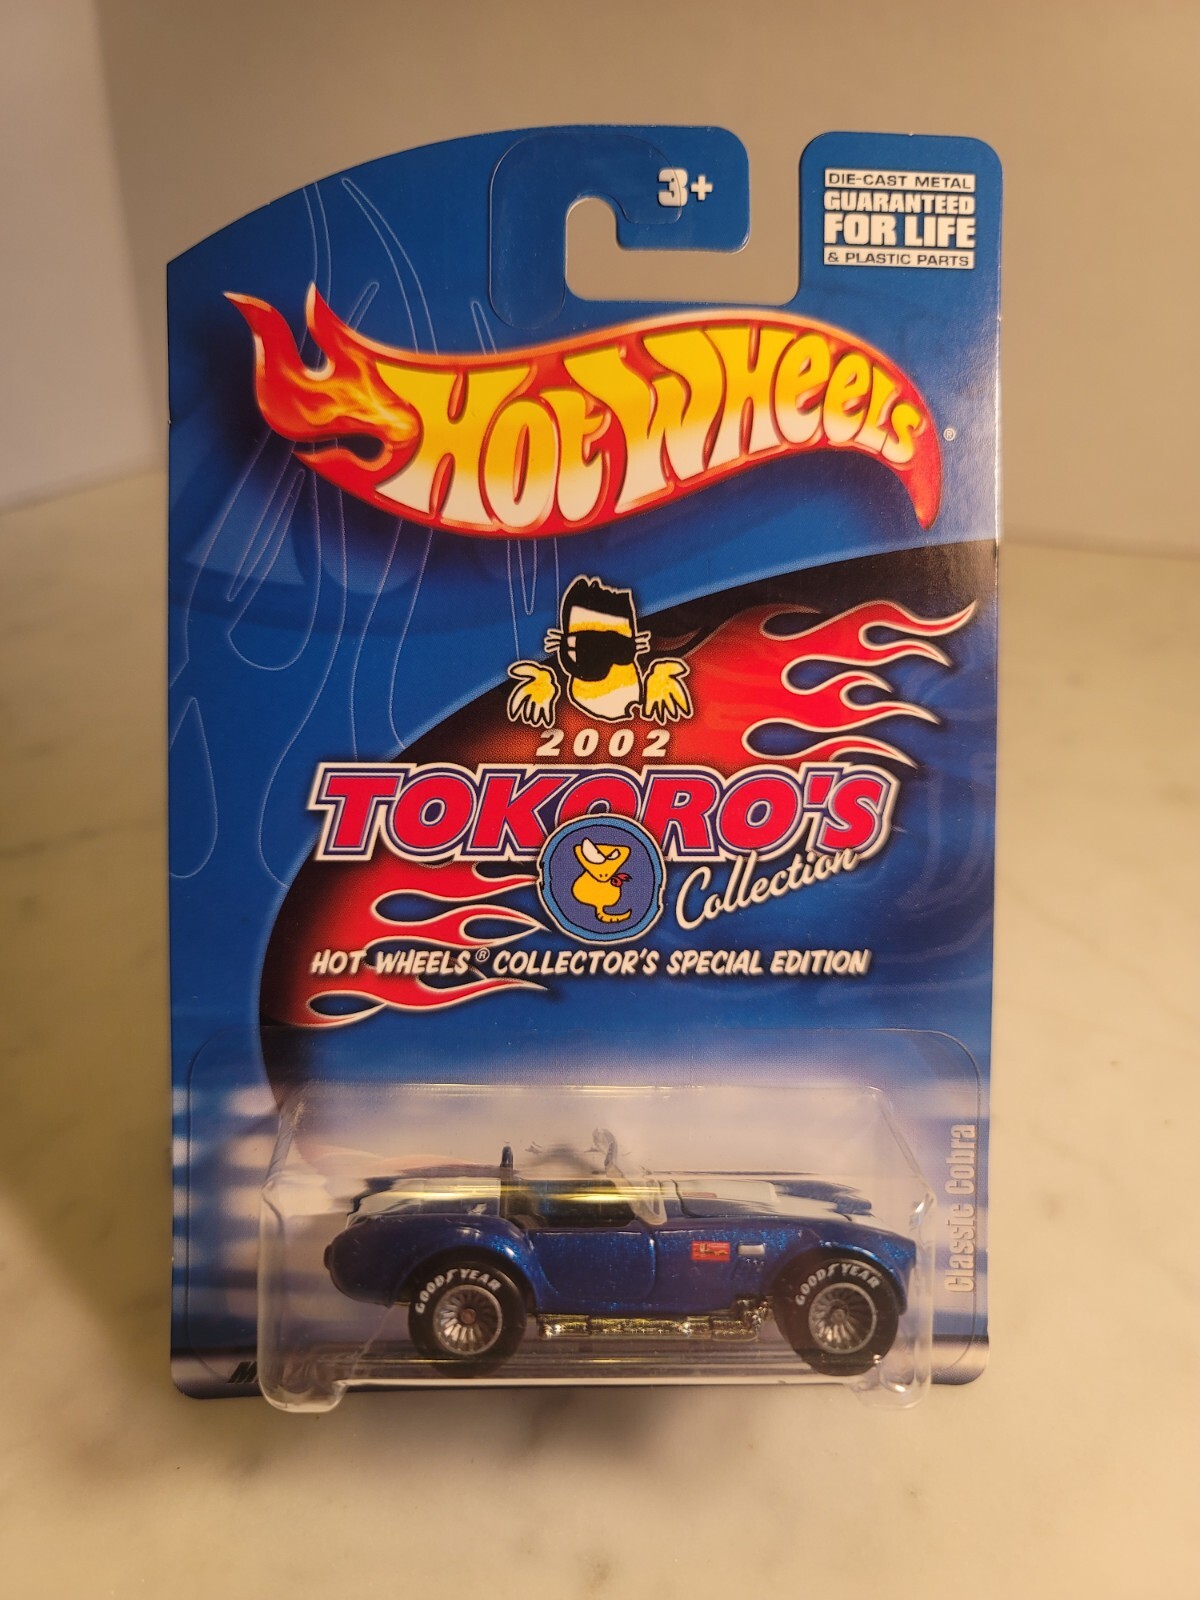 3+
DIE-CAST METAL
GUARANTEED
FOR LIFE
& PLASTIC PARTS
Hot Wheels®
2002
TOKORO'S
Collection
HOT WHEELS® COLLECTOR'S SPECIAL EDITION
Classic Cobra
GOODYEAR
GOODYEAR